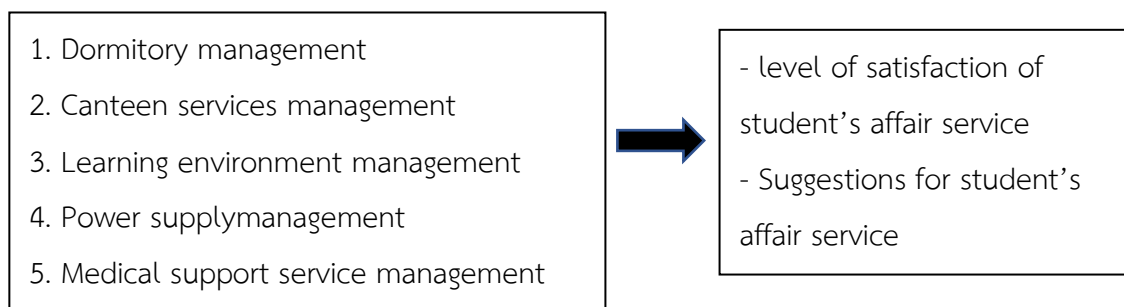 1. Dormitory management
2. Canteen services management
3. Learning environment management
4. Power supplymanagement
5. Medical support service management
- level of satisfaction of
student’s affair service
- Suggestions for student’s
affair service